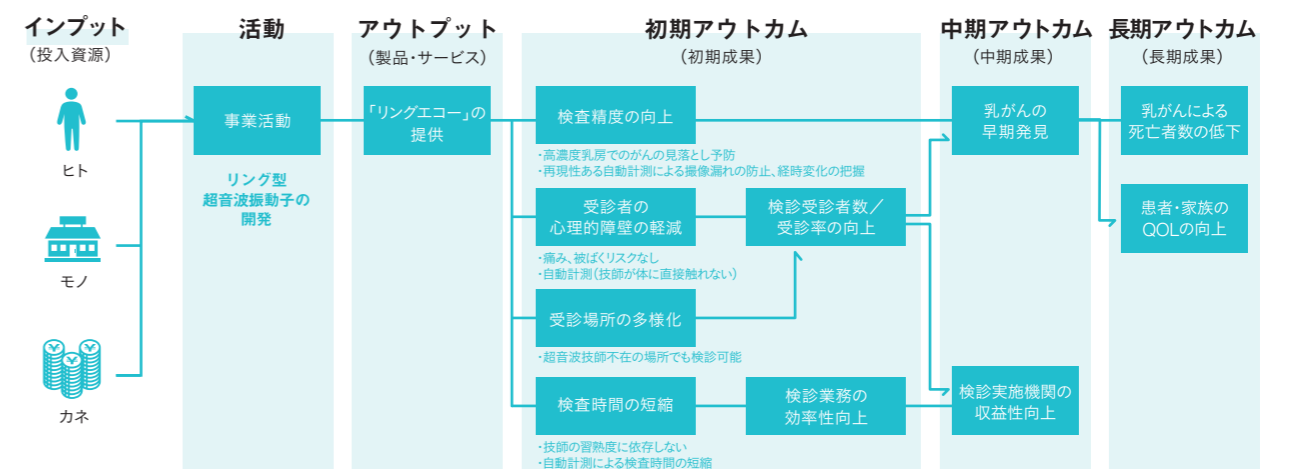 インプット
（投入資源）
ヒト
モノ
¥
¥
¥
カネ
活動
事業活動
リング型
超音波振動子の
開発
アウトプット
（製品・サービス）
「リングエコー」の
提供
初期アウトカム
（初期成果）
検査精度の向上
・高濃度乳房でのがんの見落とし予防
・再現性ある自動計測による撮像漏れの防止、経時変化の把握
受診者の
心理的障壁の軽減
・痛み、被ばくリスクなし
・自動計測（技師が体に直接触れない）
検診受診者数／
受診率の向上
受診場所の多様化
・超音波技師不在の場所でも検診可能
検査時間の短縮
・技師の習熟度に依存しない
・自動計測による検査時間の短縮
検診業務の
効率性向上
中期アウトカム
（中期成果）
乳がんの
早期発見
検診実施機関の
収益性向上
長期アウトカム
（長期成果）
乳がんによる
死亡者数の低下
患者・家族の
QOLの向上